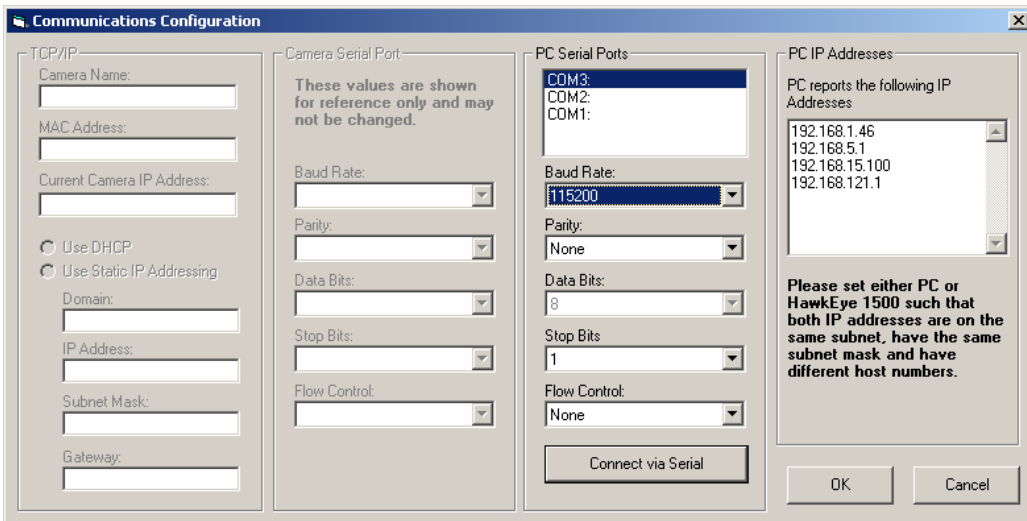 Communications Configuration
TCP/IP
Camera Name:
MAC Address:
Current Camera IP Address:
Use DHCP
Use Static IP Addressing
Domain:
IP Address:
Subnet Mask:
Gateway:
Camera Serial Port
These values are shown
for reference only and may
not be changed.
Baud Rate:
Parity:
Data Bits:
Stop Bits:
Flow Control:
PC Serial Ports
COM3:
COM2:
COM1:
Baud Rate:
115200
Parity:
None
Data Bits:
8
Stop Bits
1
Flow Control:
None
Connect via Serial
PC IP Addresses
PC reports the following IP
Addresses
192.168.1.46
192.168.5.1
192.168.15.100
192.168.121.1
Please set either PC or
HawkEye 1500 such that
both IP addresses are on the
same subnet, have the same
subnet mask and have
different host numbers.
OK
Cancel